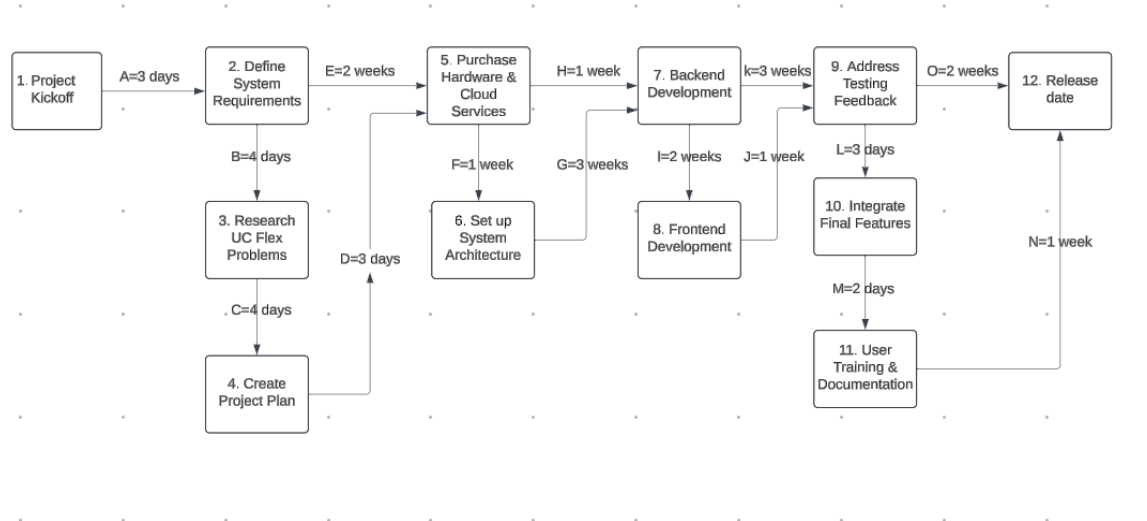 1. Project
Kickoff
A=3 days
2. Define
System
Requirements
E=2 weeks
5. Purchase
Hardware &
Cloud
Services
H=1 week
7. Backend
Development
k=3 weeks
9. Address
Testing
Feedback
O=2 weeks
12. Release
date
B=4 days
F=1 week
G=3 weeks
I=2 weeks
J=1 week
L=3 days
3. Research
UC Flex
Problems
D=3 days
6. Set up
System
Architecture
8. Frontend
Development
10. Integrate
Final Features
N=1 week
C=4 days
M=2 days
4. Create
Project Plan
11. User
Training &
Documentation